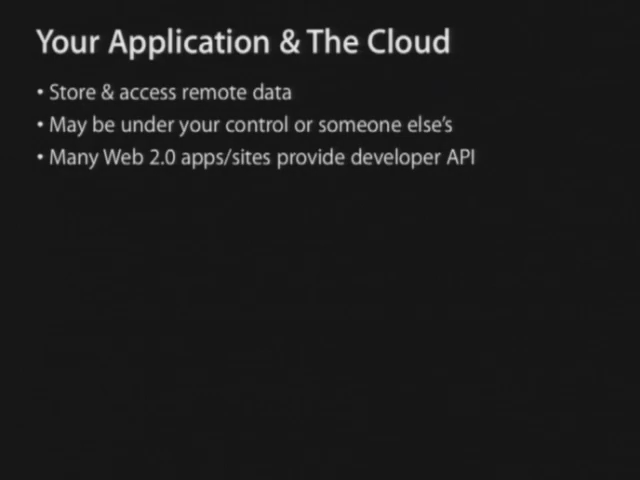 Your Application & The Cloud
• Store & access remote data
• May be under your control or someone else's
• Many Web 2.0 apps/sites provide developer API